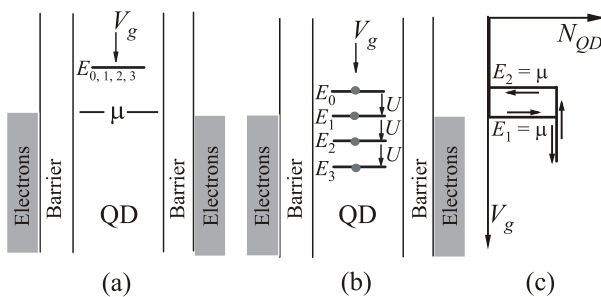 V_g
E_{0, 1, 2, 3}
μ
Electrons
Barrier
QD
Barrier
Electrons
(a)
V_g
E_0
U
E_1
U
E_2
U
E_3
Electrons
Barrier
QD
Barrier
Electrons
(b)
N_{QD}
E_2 = μ
E_1 = μ
V_g
(c)